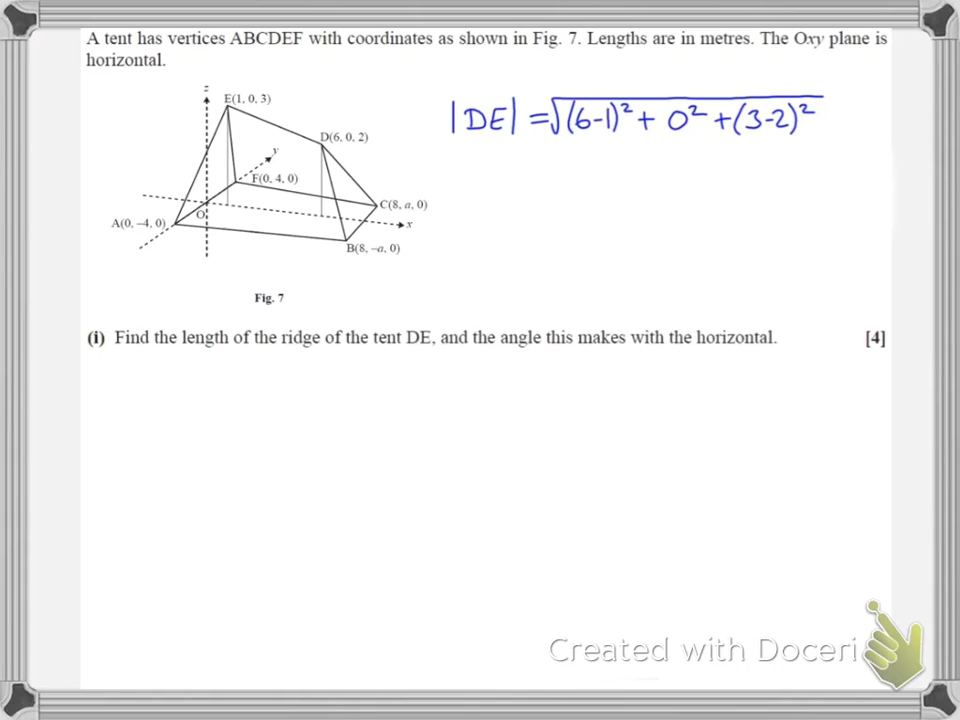 A tent has vertices ABCDEF with coordinates as shown in Fig. 7. Lengths are in metres. The Oxy plane is
horizontal.
z
E(1, 0, 3)
|DE| = √(6-1)² + 0² + (3-2)²
D(6, 0, 2)
y
F(0, 4, 0)
C(8, a, 0)
O
A(0, –4, 0)
x
B(8, –a, 0)
Fig. 7
(i) Find the length of the ridge of the tent DE, and the angle this makes with the horizontal. [4]
Created with Doceri